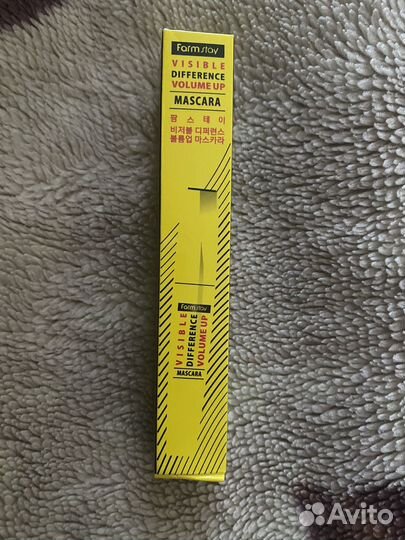 Farmstay
VISIBLE
DIFFERENCE
VOLUME UP
MASCARA
팜스테이
비저블 디퍼런스
볼륨업 마스카라
Farmstay
VISIBLE
DIFFERENCE
VOLUME UP
MASCARA
Avito